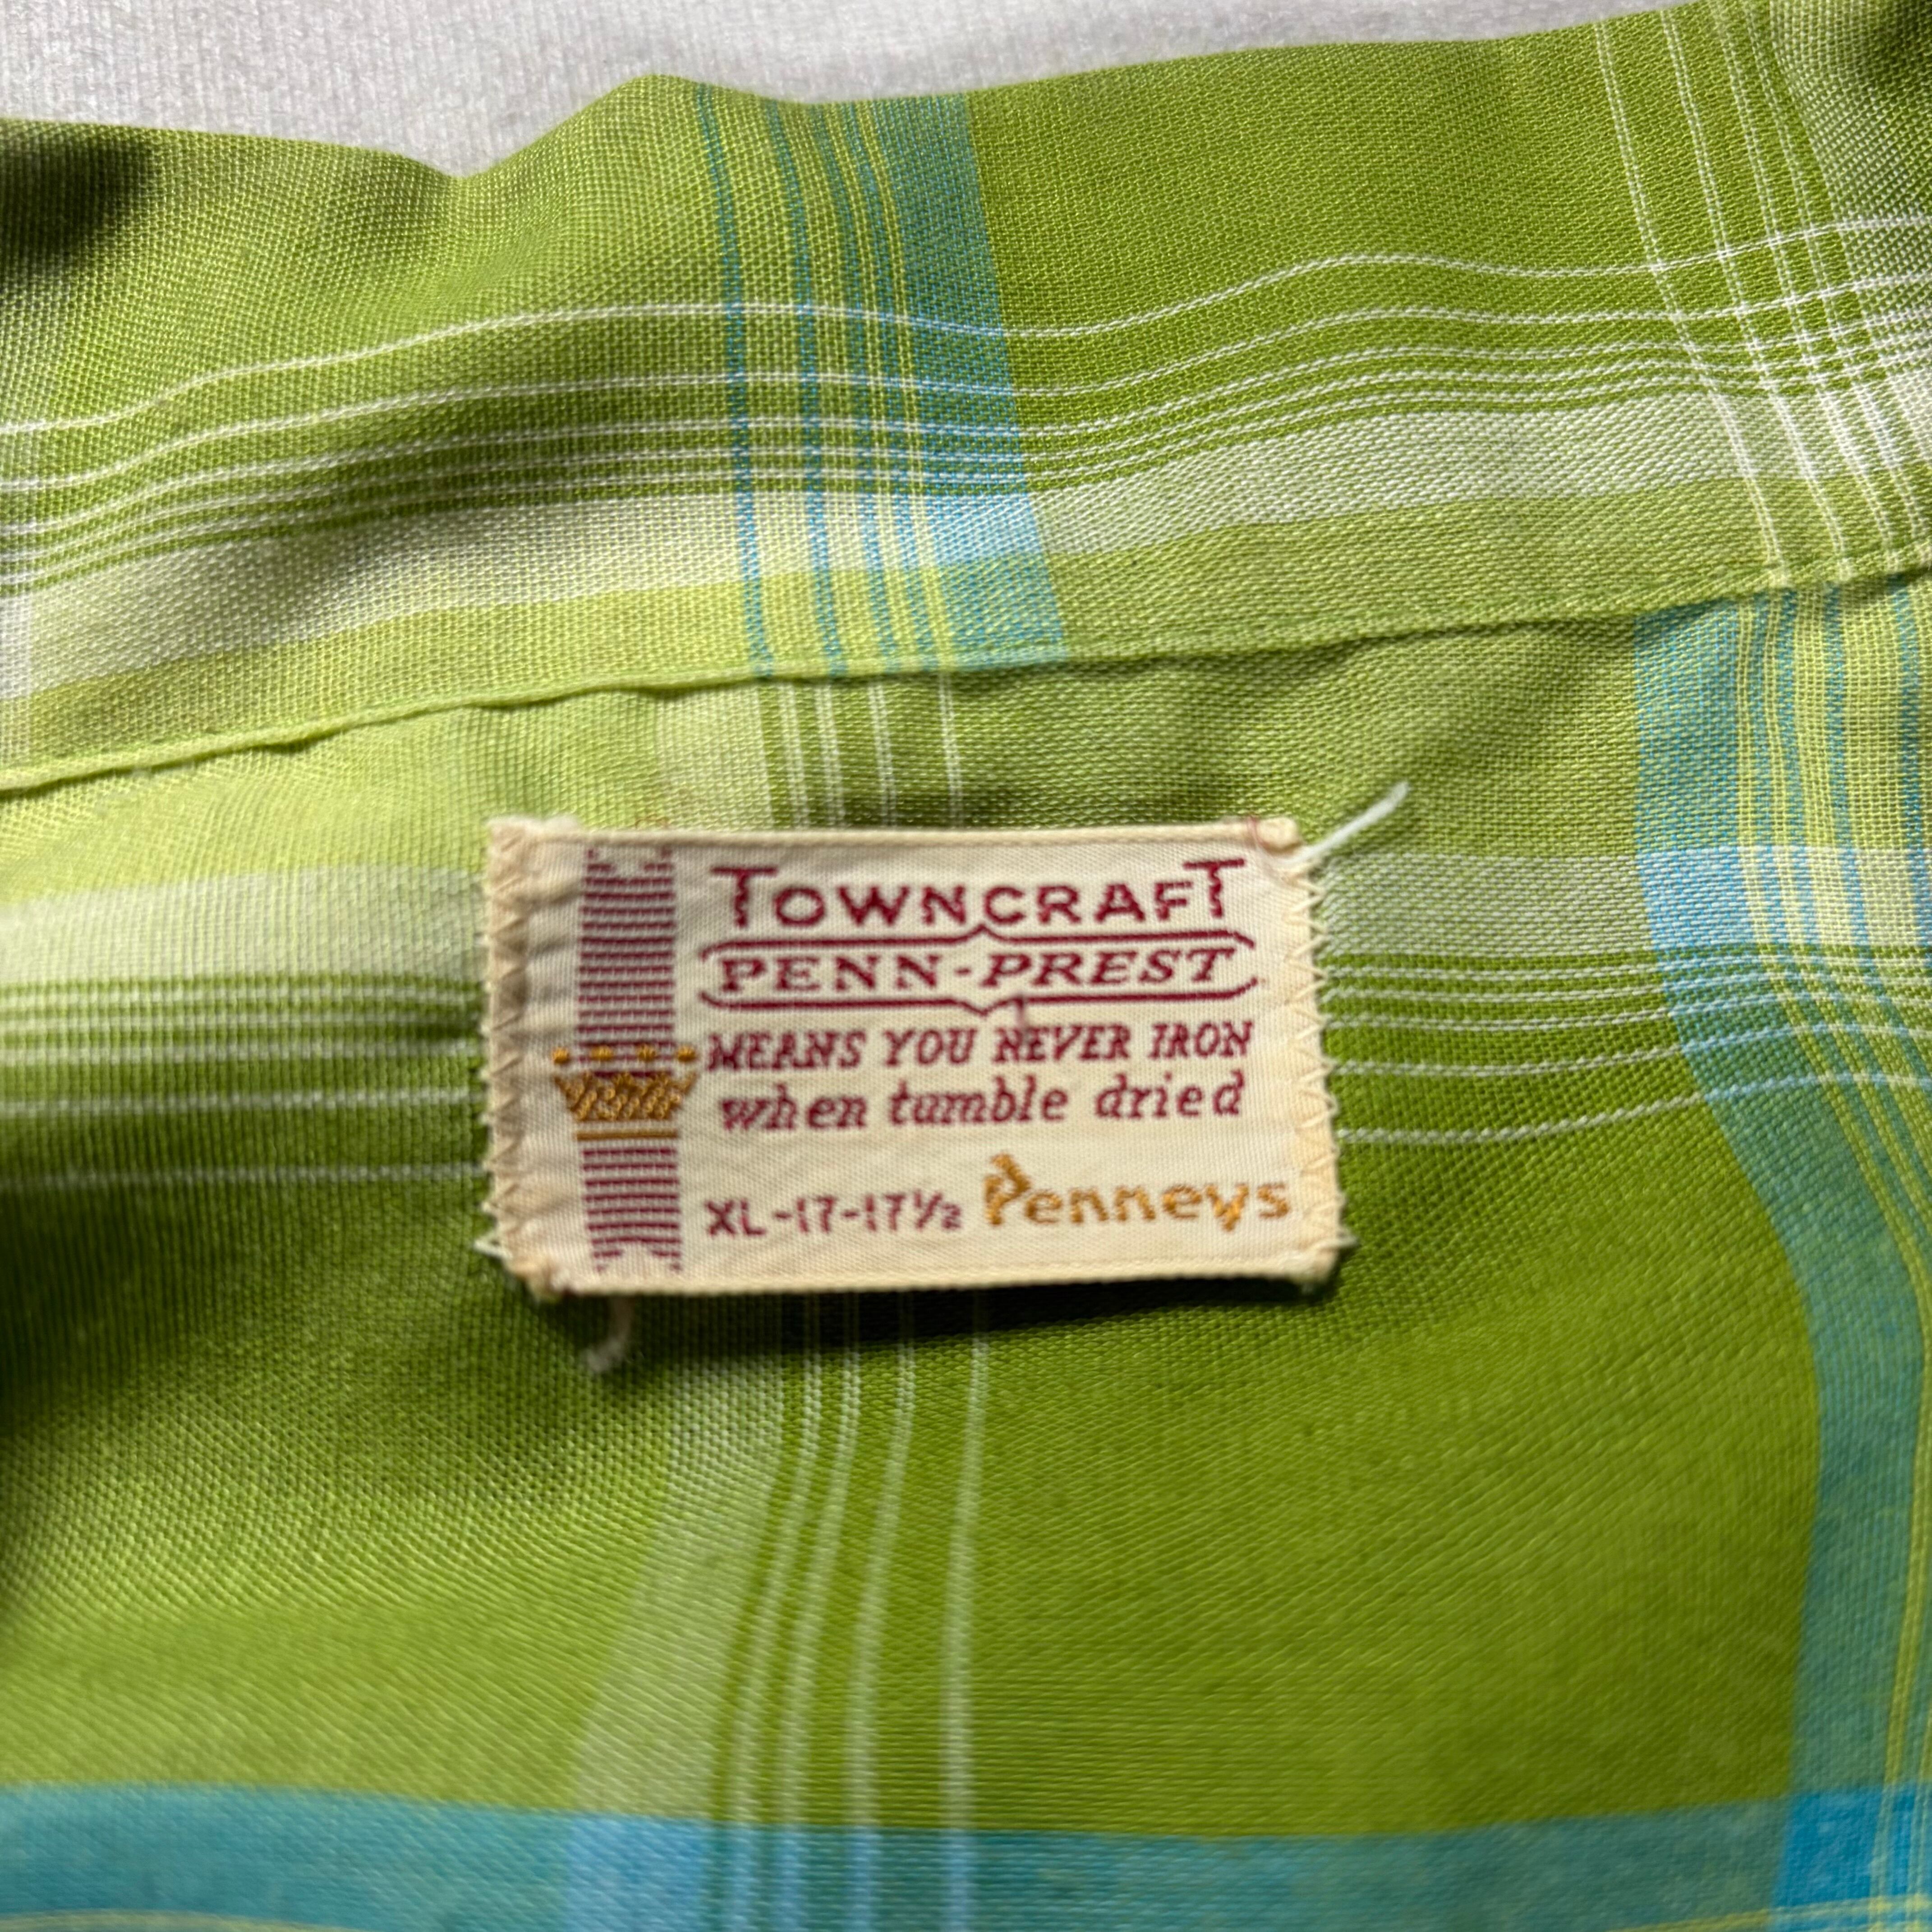 TOWNCRAFT
PENN-PREST
MEANS YOU NEVER IRON
when tumble dried
XL-17-17½ Penneys